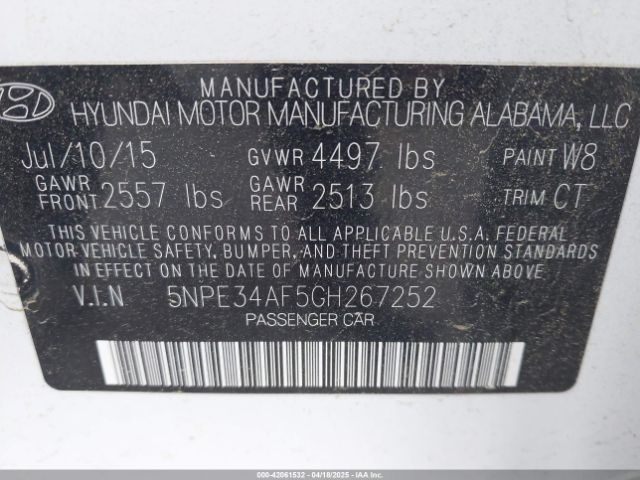 MANUFACTURED BY
HYUNDAI MOTOR MANUFACTURING ALABAMA, LLC
Jul/10/15 GVWR 4497 lbs PAINT W8
GAWR FRONT 2557 lbs GAWR REAR 2513 lbs TRIM CT
THIS VEHICLE CONFORMS TO ALL APPLICABLE U.S.A. FEDERAL
MOTOR VEHICLE SAFETY, BUMPER, AND THEFT PREVENTION STANDARDS
IN EFFECT ON THE DATE OF MANUFACTURE SHOWN ABOVE.
V.I.N 5NPE34AF5GH267252
PASSENGER CAR
000-42061532 - 04/18/2025 - IAAI.COM